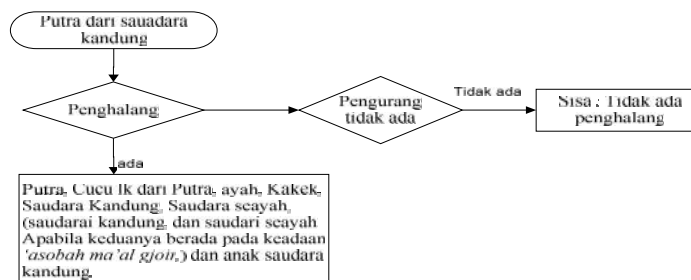 Putra dari sauadara
kandung
Penghalang
Pengurang
tidak ada
Tidak ada
Sisa : Tidak ada
penghalang
ada
Putra, Cucu lk dari Putra, ayah, Kakek,
Saudara Kandung, Saudara seayah,
(saudarai kandung, dan saudari seayah
Apabila keduanya berada pada keadaan
‘asobah ma’al gjoir,) dan anak saudara
kandung,